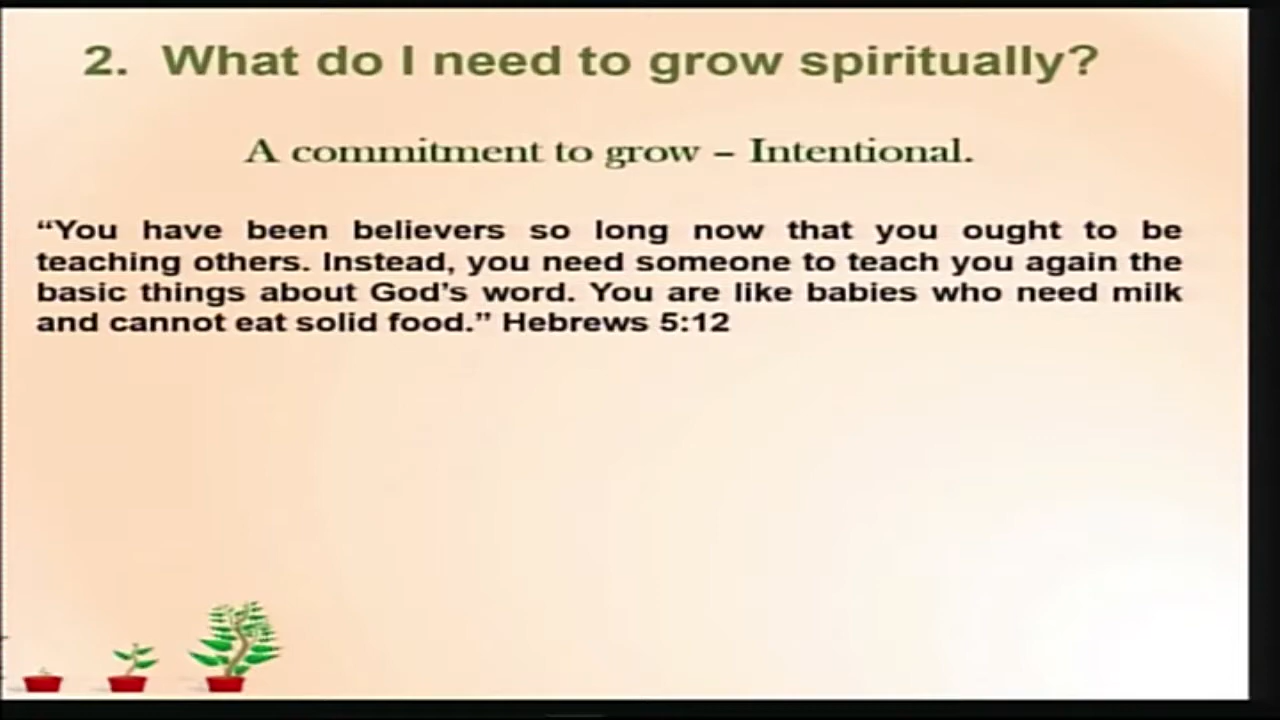 2. What do I need to grow spiritually?
A commitment to grow – Intentional.
“You have been believers so long now that you ought to be
teaching others. Instead, you need someone to teach you again the
basic things about God’s word. You are like babies who need milk
and cannot eat solid food.” Hebrews 5:12